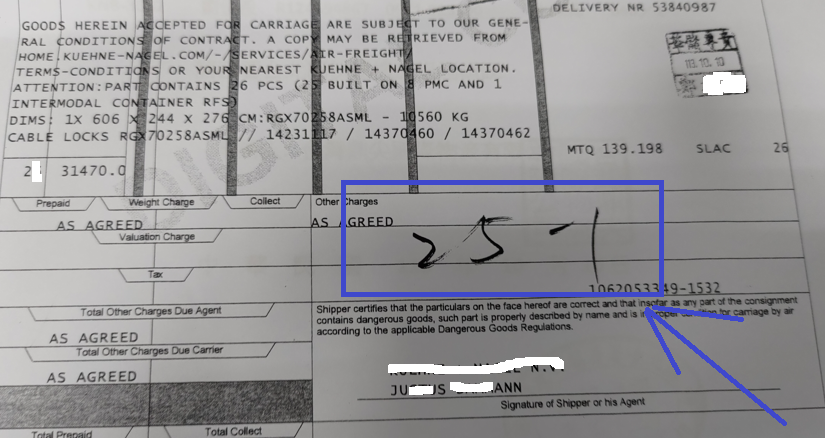 DELIVERY NR 53840987
GOODS HEREIN ACCEPTED FOR CARRIAGE ARE SUBJECT TO OUR GENE-
RAL CONDITIONS OF CONTRACT. A COPY MAY BE RETRIEVED FROM
HOME.KUEHNE-NAGEL.COM/-/SERVICES/AIR-FREIGHT/
TERMS-CONDITIONS OR YOUR NEAREST KUEHNE + NAGEL LOCATION.
ATTENTION:PART CONTAINS 26 PCS (25 BUILT ON 8 PMC AND 1
INTERMODAL CONTAINER RFS)
DIMS: 1X 606 X 244 X 276 CM:RGX70258ASML - 10560 KG
CABLE LOCKS RGX70258ASML // 14231117 / 14370460 / 14370462
MTQ 139.198 SLAC 26
2 31470.0
DIGITAL
Prepaid Weight Charge Collect Other Charges
AS AGREED AS AGREED
Valuation Charge
25-1
Tax
1062053349-1532
Total Other Charges Due Agent
Shipper certifies that the particulars on the face hereof are correct and that insofar as any part of the consignment
contains dangerous goods, such part is properly described by name and is in proper condition for carriage by air
according to the applicable Dangerous Goods Regulations.
AS AGREED
Total Other Charges Due Carrier
AS AGREED
N.V.
Signature of Shipper or his Agent
Total Prepaid Total Collect